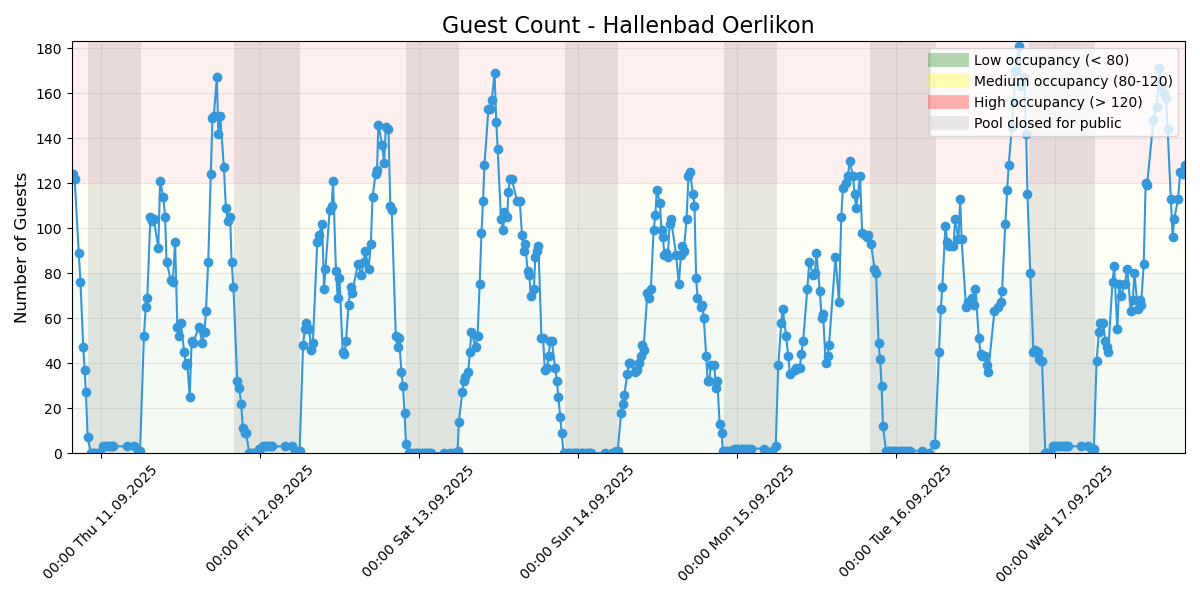 Guest Count - Hallenbad Oerlikon
Number of Guests
180
160
140
120
100
80
60
40
20
0
Low occupancy (< 80)
Medium occupancy (80-120)
High occupancy (> 120)
Pool closed for public
00:00 Thu 11.09.2025
00:00 Fri 12.09.2025
00:00 Sat 13.09.2025
00:00 Sun 14.09.2025
00:00 Mon 15.09.2025
00:00 Tue 16.09.2025
00:00 Wed 17.09.2025